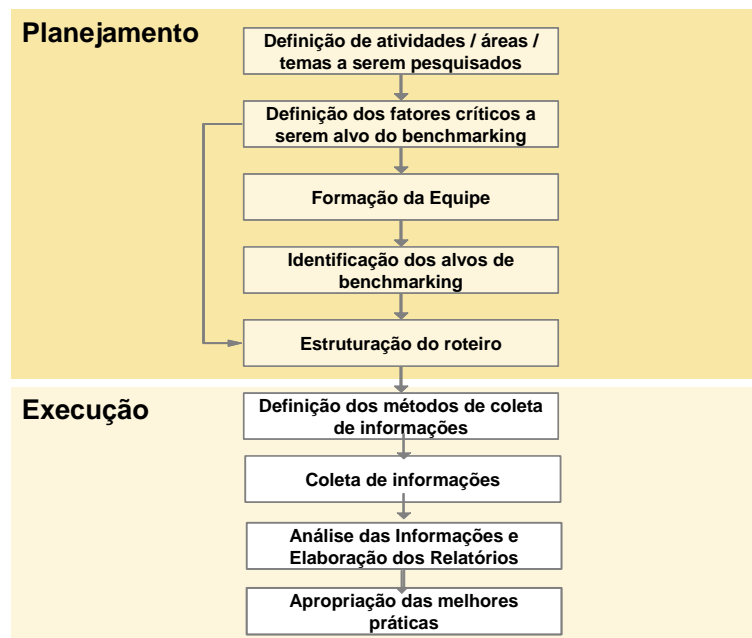 Planejamento
Definição de atividades / áreas /
temas a serem pesquisados
Definição dos fatores críticos a
serem alvo do benchmarking
Formação da Equipe
Identificação dos alvos de
benchmarking
Estruturação do roteiro
Execução
Definição dos métodos de coleta
de informações
Coleta de informações
Análise das Informações e
Elaboração dos Relatórios
Apropriação das melhores
práticas